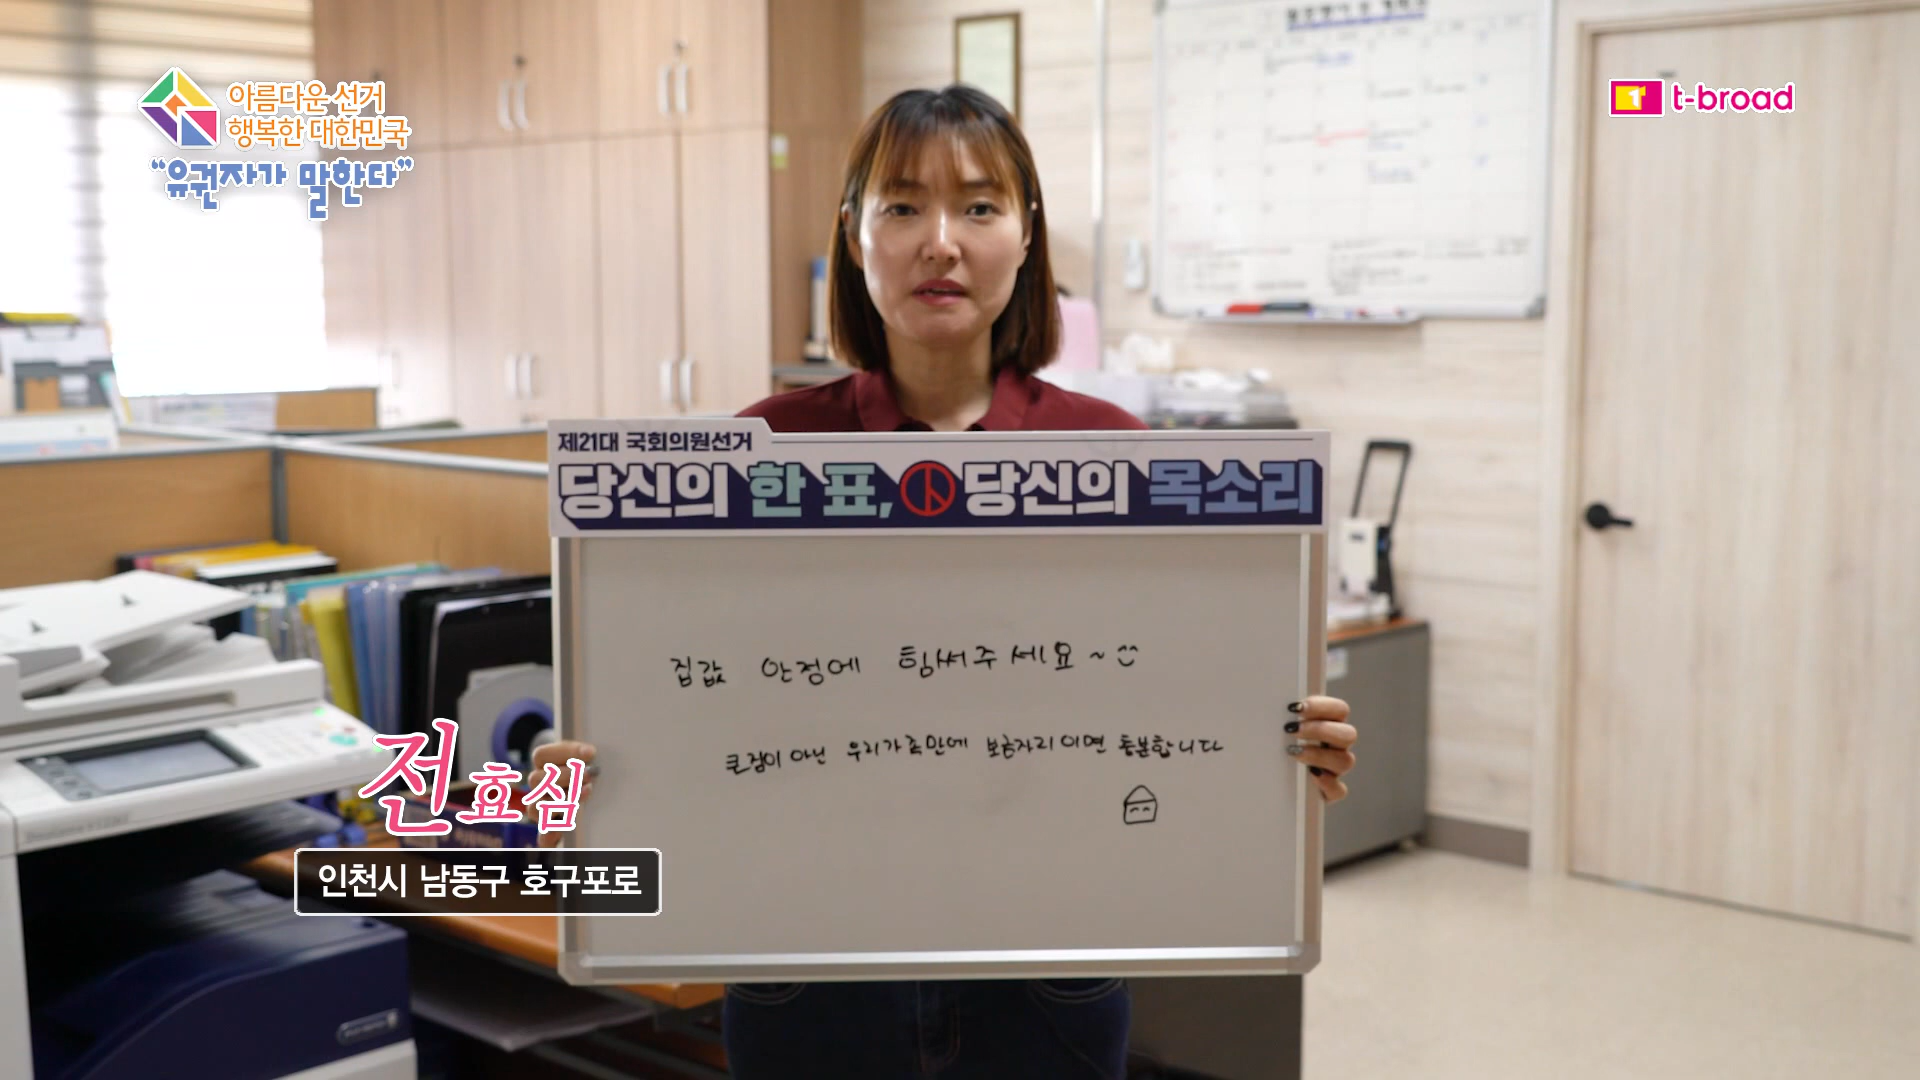 아름다운 선거
행복한 대한민국
“유권자가 말한다”
t-broad
제21대 국회의원선거
당신의 한 표, 당신의 목소리
집값 안정에 힘써주세요~
큰집이 아닌 우리가족만에 보금자리이면 충분합니다
전효심
인천시 남동구 호구포로